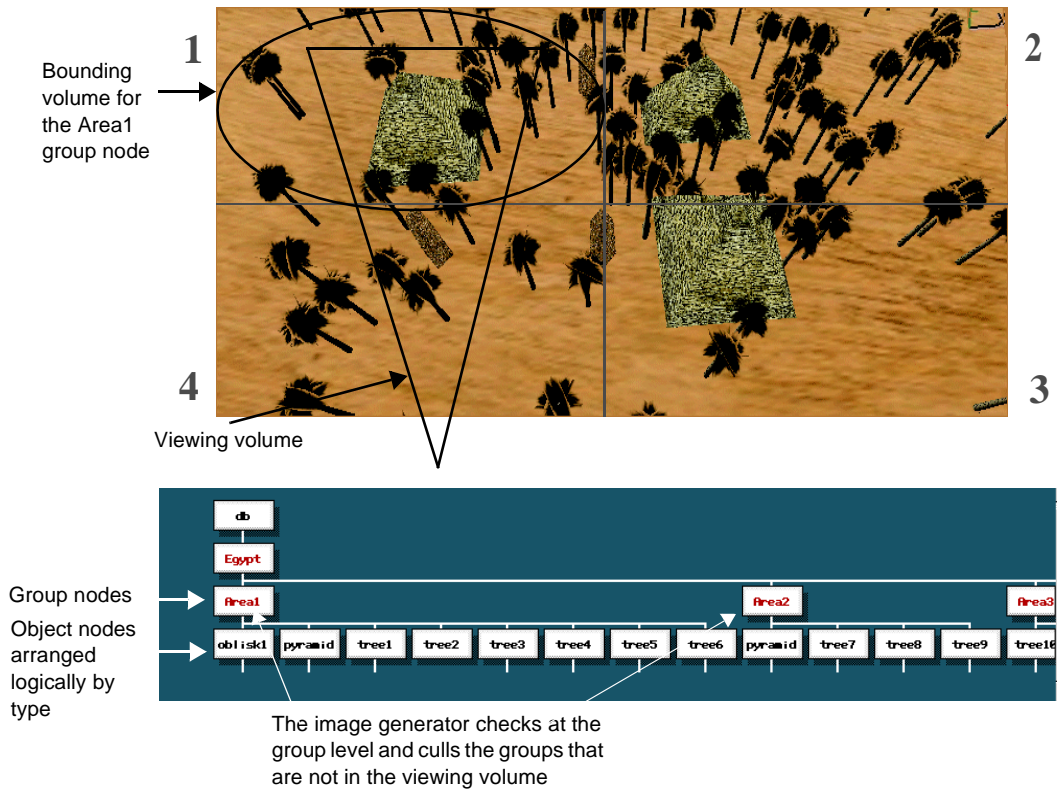 1
2
Bounding
volume for
the Area1
group node
4
3
Viewing volume
db
Egypt
Group nodes
Area1
Area2
Area3
Object nodes
arranged
logically by
type
oblisk1 pyramid tree1 tree2 tree3 tree4 tree5 tree6 pyramid tree7 tree8 tree9 tree10
The image generator checks at the
group level and culls the groups that
are not in the viewing volume